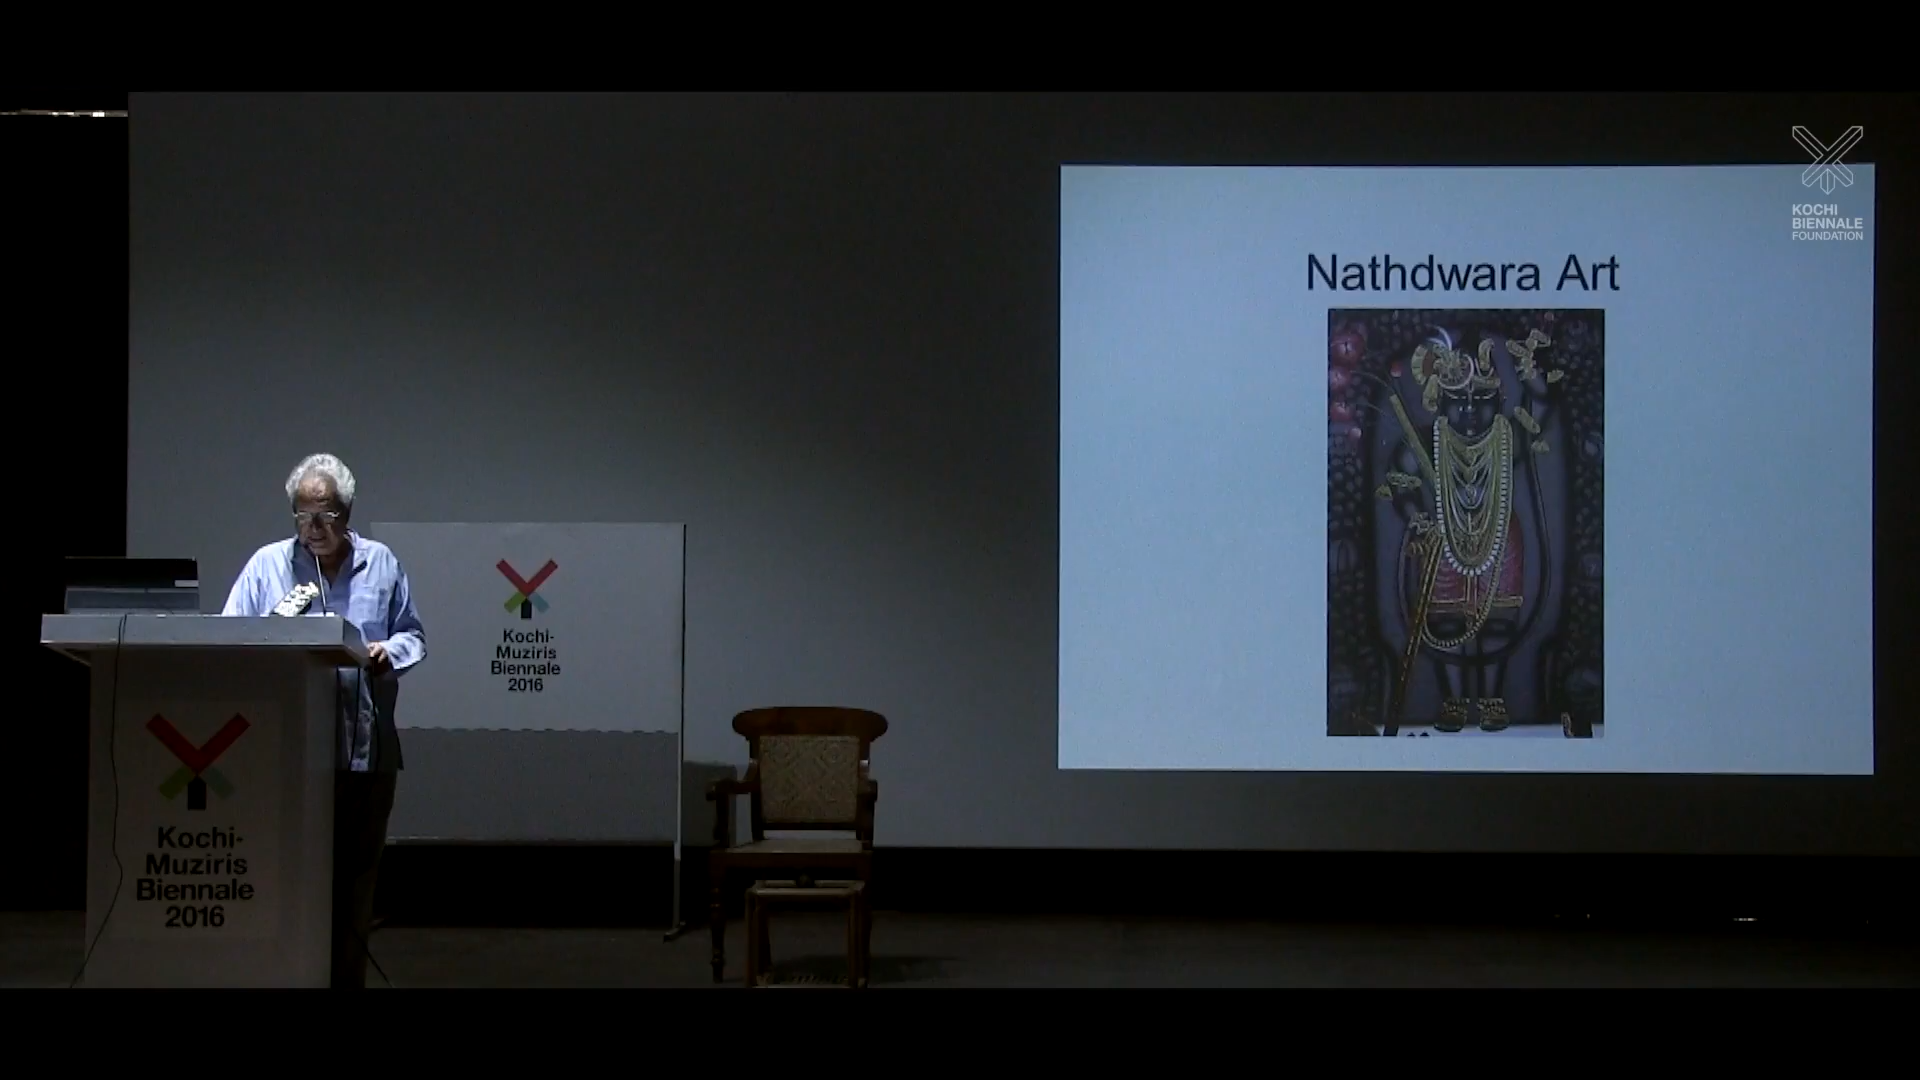 KOCHI
BIENNALE
FOUNDATION
Nathdwara Art
Kochi-
Muziris
Biennale
2016
Kochi-
Muziris
Biennale
2016